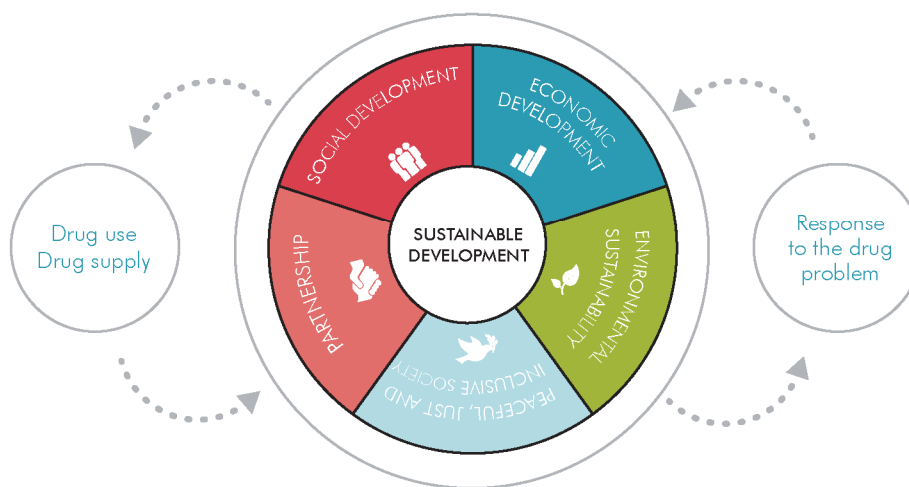 SOCIAL DEVELOPMENT
ECONOMIC
DEVELOPMENT
Drug use
Drug supply
PARTNERSHIP
SUSTAINABLE
DEVELOPMENT
ENVIRONMENTAL
SUSTAINABILITY
Response
to the drug
problem
PEACEFUL, JUST AND
INCLUSIVE SOCIETY